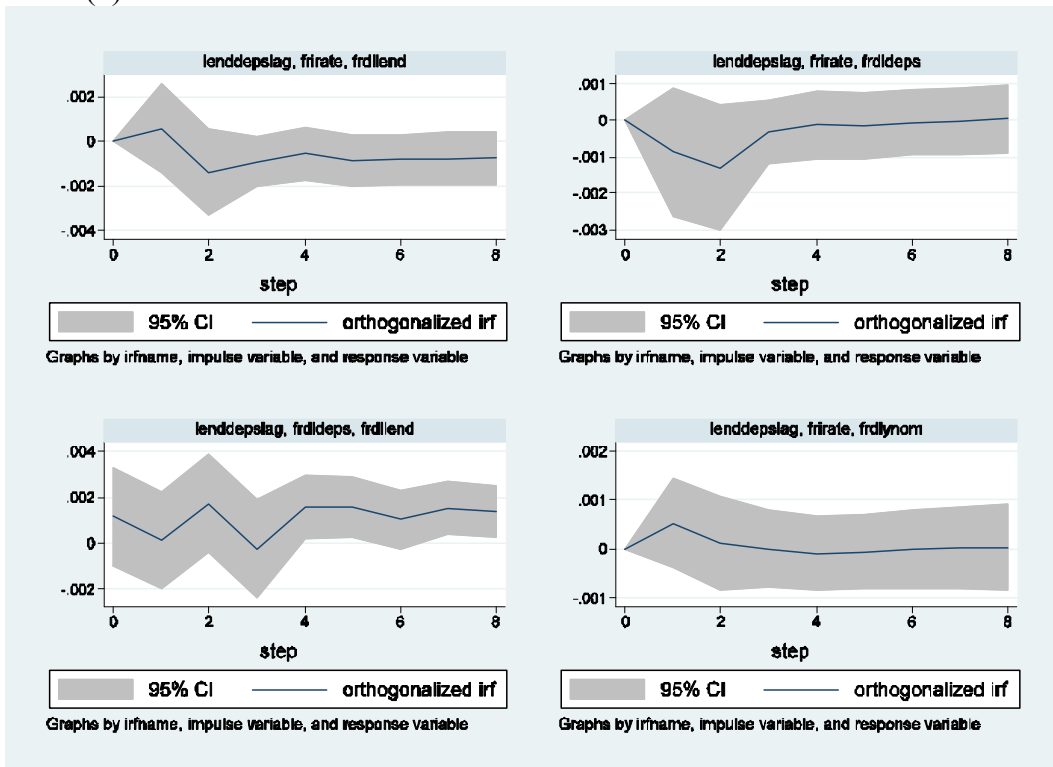 lenddepslag, frirate, frdllend
.002
0
-.002
-.004
0 2 4 6 8
step
95% CI orthogonalized irf
Graphs by irfname, impulse variable, and response variable
lenddepslag, frirate, frdldeps
.001
0
-.001
-.002
-.003
0 2 4 6 8
step
95% CI orthogonalized irf
Graphs by irfname, impulse variable, and response variable
lenddepslag, frdldeps, frdllend
.004
.002
0
-.002
0 2 4 6 8
step
95% CI orthogonalized irf
Graphs by irfname, impulse variable, and response variable
lenddepslag, frirate, frdlynom
.002
.001
0
-.001
0 2 4 6 8
step
95% CI orthogonalized irf
Graphs by irfname, impulse variable, and response variable